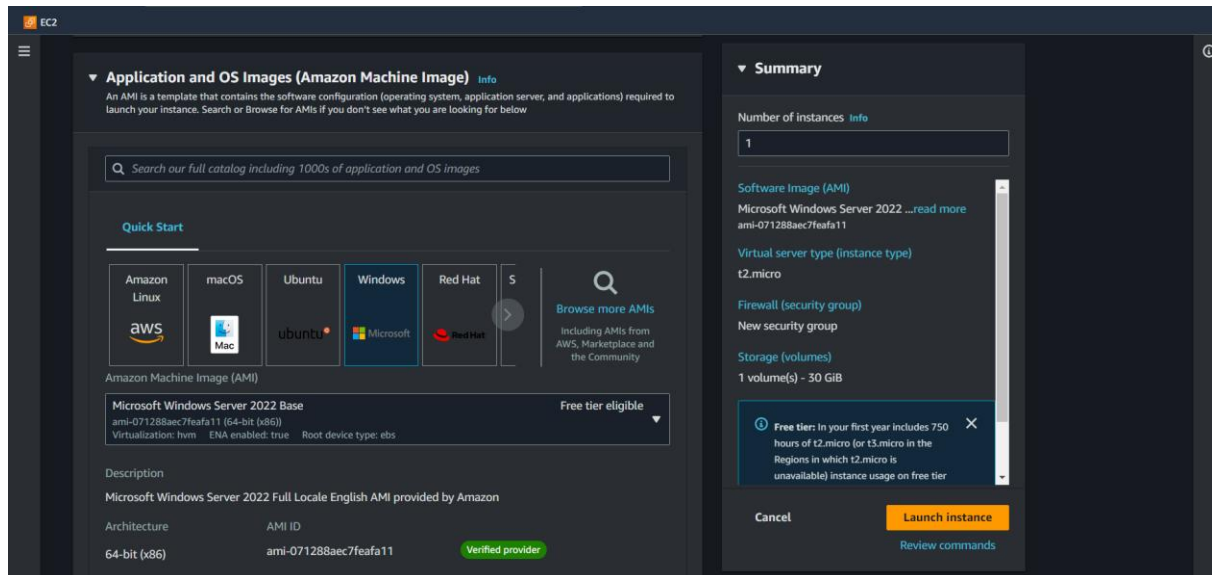 EC2
Application and OS Images (Amazon Machine Image) Info
An AMI is a template that contains the software configuration (operating system, application server, and applications) required to
launch your instance. Search or Browse for AMIs if you don't see what you are looking for below
Search our full catalog including 1000s of application and OS images
Quick Start
Amazon
Linux
aws
macOS
Mac
Ubuntu
ubuntu
Windows
Microsoft
Red Hat
Red Hat
S
Browse more AMIs
Including AMIs from
AWS, Marketplace and
the Community
Amazon Machine Image (AMI)
Microsoft Windows Server 2022 Base
Free tier eligible
ami-071288aec7feafa11 (64-bit (x86))
Virtualization: hvm ENA enabled: true Root device type: ebs
Description
Microsoft Windows Server 2022 Full Locale English AMI provided by Amazon
Architecture
AMI ID
64-bit (x86)
ami-071288aec7feafa11
Verified provider
Summary
Number of instances Info
1
Software Image (AMI)
Microsoft Windows Server 2022 ...read more
ami-071288aec7feafa11
Virtual server type (instance type)
t2.micro
Firewall (security group)
New security group
Storage (volumes)
1 volume(s) - 30 GiB
Free tier: In your first year includes 750
hours of t2.micro (or t3.micro in the
Regions in which t2.micro is
unavailable) instance usage on free tier
Cancel
Launch instance
Review commands